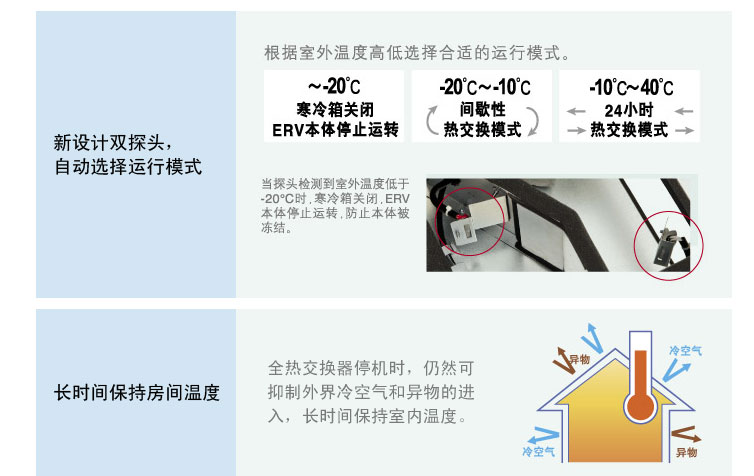 新设计双探头，
自动选择运行模式
根据室外温度高低选择合适的运行模式。
～-20℃
寒冷箱关闭
ERV本体停止运转
-20℃～-10℃
间歇性
热交换模式
-10℃～40℃
24小时
热交换模式
当探头检测到室外温度低于
-20℃时，寒冷箱关闭，ERV
本体停止运转，防止本体被
冻结。
长时间保持房间温度
全热交换器停机时，仍然可
抑制外界冷空气和异物的进
入，长时间保持室内温度。
异物
冷空气
冷空气
异物